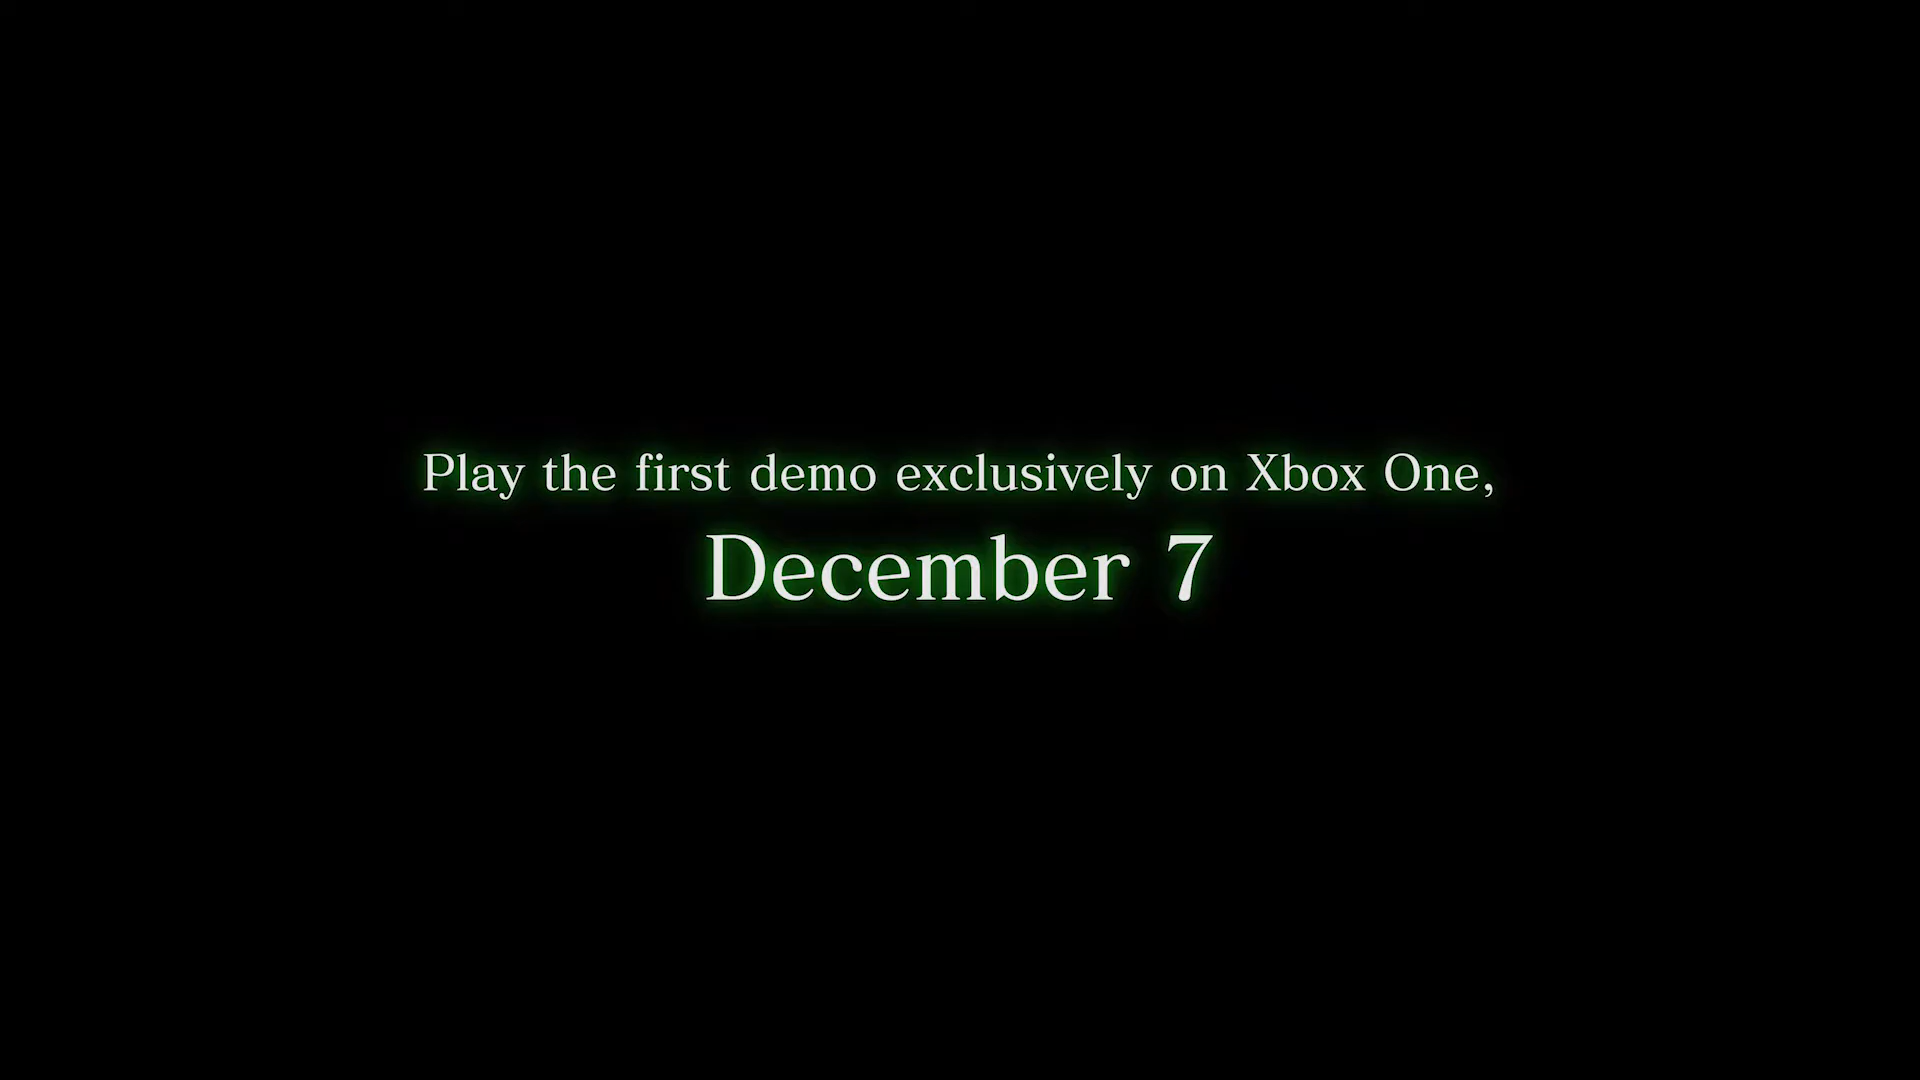 Play the first demo exclusively on Xbox One,
December 7